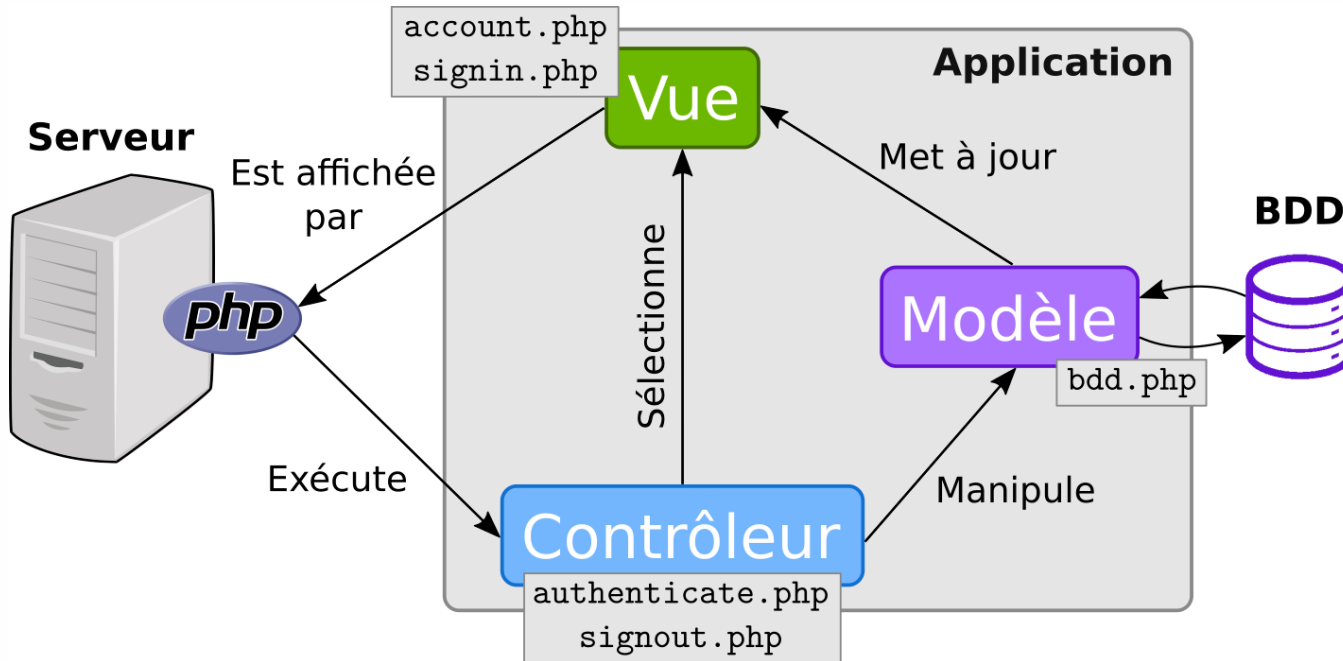 account.php
signin.php
Application
Vue
Serveur
Est affichée
par
Met à jour
BDD
php
Sélectionne
Modèle
bdd.php
Exécute
Manipule
Contrôleur
authenticate.php
signout.php